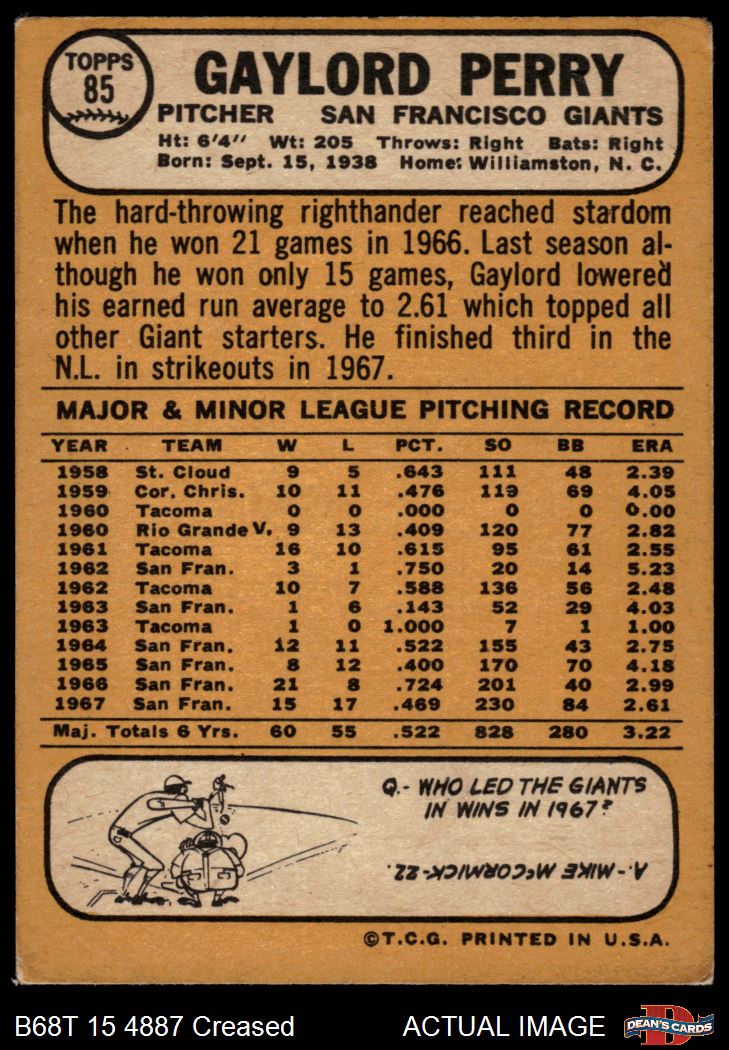 TOPPS
85
GAYLORD PERRY
PITCHER SAN FRANCISCO GIANTS
Ht: 6'4" Wt: 205 Throws: Right Bats: Right
Born: Sept. 15, 1938 Home: Williamston, N. C.
The hard-throwing righthander reached stardom
when he won 21 games in 1966. Last season al-
though he won only 15 games, Gaylord lowered
his earned run average to 2.61 which topped all
other Giant starters. He finished third in the
N.L. in strikeouts in 1967.
MAJOR & MINOR LEAGUE PITCHING RECORD
YEAR TEAM W L PCT. SO BB ERA
1958 St. Cloud 9 5 .643 111 48 2.39
1959 Cor. Chris. 10 11 .476 119 69 4.05
1960 Tacoma 0 0 .000 0 0 0.00
1960 Rio Grande V. 9 13 .409 120 77 2.82
1961 Tacoma 16 10 .615 95 61 2.55
1962 San Fran. 3 1 .750 20 14 5.23
1962 Tacoma 10 7 .588 136 56 2.48
1963 San Fran. 1 6 .143 52 29 4.03
1963 Tacoma 1 0 1.000 7 1 1.00
1964 San Fran. 12 11 .522 155 43 2.75
1965 San Fran. 8 12 .400 170 70 4.18
1966 San Fran. 21 8 .724 201 40 2.99
1967 San Fran. 15 17 .469 230 84 2.61
Maj. Totals 6 Yrs. 60 55 .522 828 280 3.22
Q.- WHO LED THE GIANTS
IN WINS IN 1967?
A.- MIKE McCORMICK-22.
©T.C.G. PRINTED IN U.S.A.
B68T 15 4887 Creased ACTUAL IMAGE
D
DEAN'S CARDS